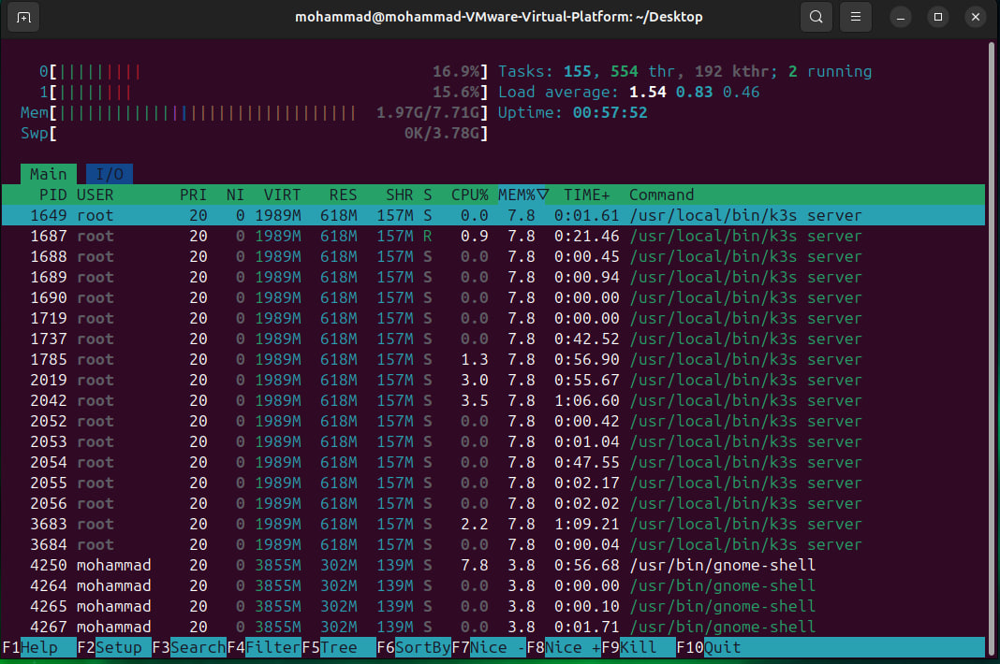 mohammad@mohammad-VMware-Virtual-Platform: ~/Desktop
0[||||||||| 16.9%] Tasks: 155, 554 thr, 192 kthr; 2 running
1[|||||||| 15.6%] Load average: 1.54 0.83 0.46
Mem[||||||||||||||||||||||||||||||||1.97G/7.71G] Uptime: 00:57:52
Swp[ 0K/3.78G]
Main I/O
PID USER PRI NI VIRT RES SHR S CPU% MEM%▽ TIME+ Command
1649 root 20 0 1989M 618M 157M S 0.0 7.8 0:01.61 /usr/local/bin/k3s server
1687 root 20 0 1989M 618M 157M R 0.9 7.8 0:21.46 /usr/local/bin/k3s server
1688 root 20 0 1989M 618M 157M S 0.0 7.8 0:00.45 /usr/local/bin/k3s server
1689 root 20 0 1989M 618M 157M S 0.0 7.8 0:00.94 /usr/local/bin/k3s server
1690 root 20 0 1989M 618M 157M S 0.0 7.8 0:00.00 /usr/local/bin/k3s server
1719 root 20 0 1989M 618M 157M S 0.0 7.8 0:00.00 /usr/local/bin/k3s server
1737 root 20 0 1989M 618M 157M S 0.0 7.8 0:42.52 /usr/local/bin/k3s server
1785 root 20 0 1989M 618M 157M S 1.3 7.8 0:56.90 /usr/local/bin/k3s server
2019 root 20 0 1989M 618M 157M S 3.0 7.8 0:55.67 /usr/local/bin/k3s server
2042 root 20 0 1989M 618M 157M S 3.5 7.8 1:06.60 /usr/local/bin/k3s server
2052 root 20 0 1989M 618M 157M S 0.0 7.8 0:00.42 /usr/local/bin/k3s server
2053 root 20 0 1989M 618M 157M S 0.0 7.8 0:01.04 /usr/local/bin/k3s server
2054 root 20 0 1989M 618M 157M S 0.0 7.8 0:47.55 /usr/local/bin/k3s server
2055 root 20 0 1989M 618M 157M S 0.0 7.8 0:02.17 /usr/local/bin/k3s server
2056 root 20 0 1989M 618M 157M S 0.0 7.8 0:02.02 /usr/local/bin/k3s server
3683 root 20 0 1989M 618M 157M S 2.2 7.8 1:09.21 /usr/local/bin/k3s server
3684 root 20 0 1989M 618M 157M S 0.0 7.8 0:00.04 /usr/local/bin/k3s server
4250 mohammad 20 0 3855M 302M 139M S 7.8 3.8 0:56.68 /usr/bin/gnome-shell
4264 mohammad 20 0 3855M 302M 139M S 0.0 3.8 0:00.00 /usr/bin/gnome-shell
4265 mohammad 20 0 3855M 302M 139M S 0.0 3.8 0:00.10 /usr/bin/gnome-shell
4267 mohammad 20 0 3855M 302M 139M S 0.0 3.8 0:01.71 /usr/bin/gnome-shell
F1Help F2Setup F3SearchF4FilterF5Tree F6SortByF7Nice -F8Nice +F9Kill F10Quit